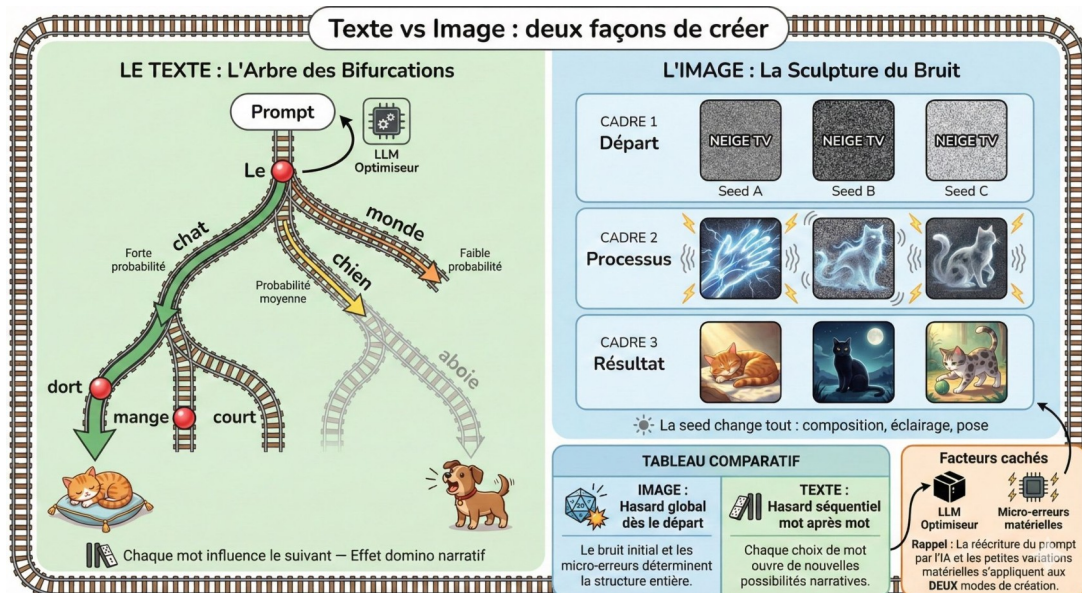 Texte vs Image : deux façons de créer
LE TEXTE : L'Arbre des Bifurcations
Prompt
LLM
Optimiseur
Le
chat
monde
chien
Forte
probabilité
Probabilité
moyenne
Faible
probabilité
aboie
dort
mange
court
Chaque mot influence le suivant — Effet domino narratif
L'IMAGE : La Sculpture du Bruit
CADRE 1
Départ
NEIGE TV
NEIGE TV
NEIGE TV
Seed A
Seed B
Seed C
CADRE 2
Processus
CADRE 3
Résultat
La seed change tout : composition, éclairage, pose
TABLEAU COMPARATIF
20
IMAGE :
Hasard global
dès le départ
Le bruit initial et les
micro-erreurs déterminent
la structure entière.
TEXTE :
Hasard séquentiel
mot après mot
Chaque choix de mot
ouvre de nouvelles
possibilités narratives.
Facteurs cachés
LLM
Optimiseur
Micro-erreurs
matérielles
Rappel : La réécriture du prompt
par l'IA et les petites variations
matérielles s'appliquent aux
DEUX modes de création.